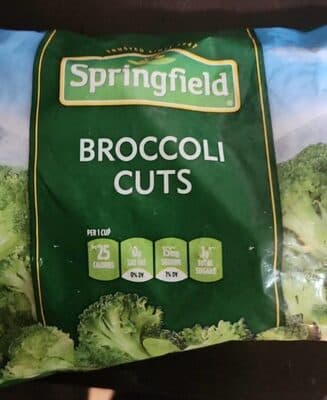 Springfield®
BROCCOLI
CUTS
PER 1 CUP
25
CALORIES
0g
SAT FAT
0% DV
15mg
SODIUM
1% DV
TOTAL
SUGARS